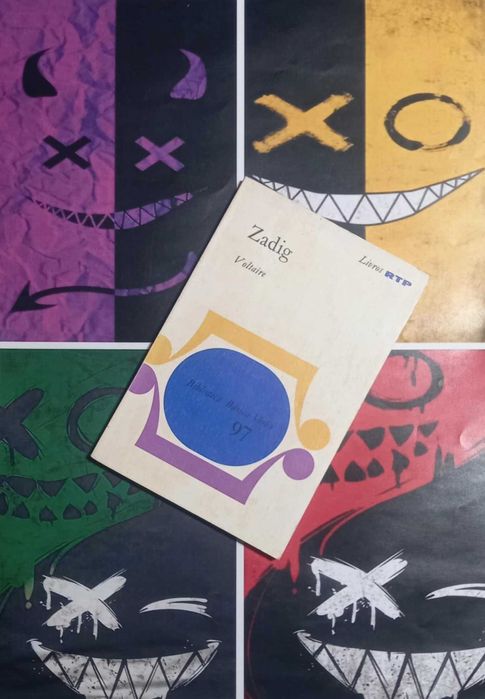 Zadig
Voltaire
Livros RTP
Biblioteca Básica Verbo
97